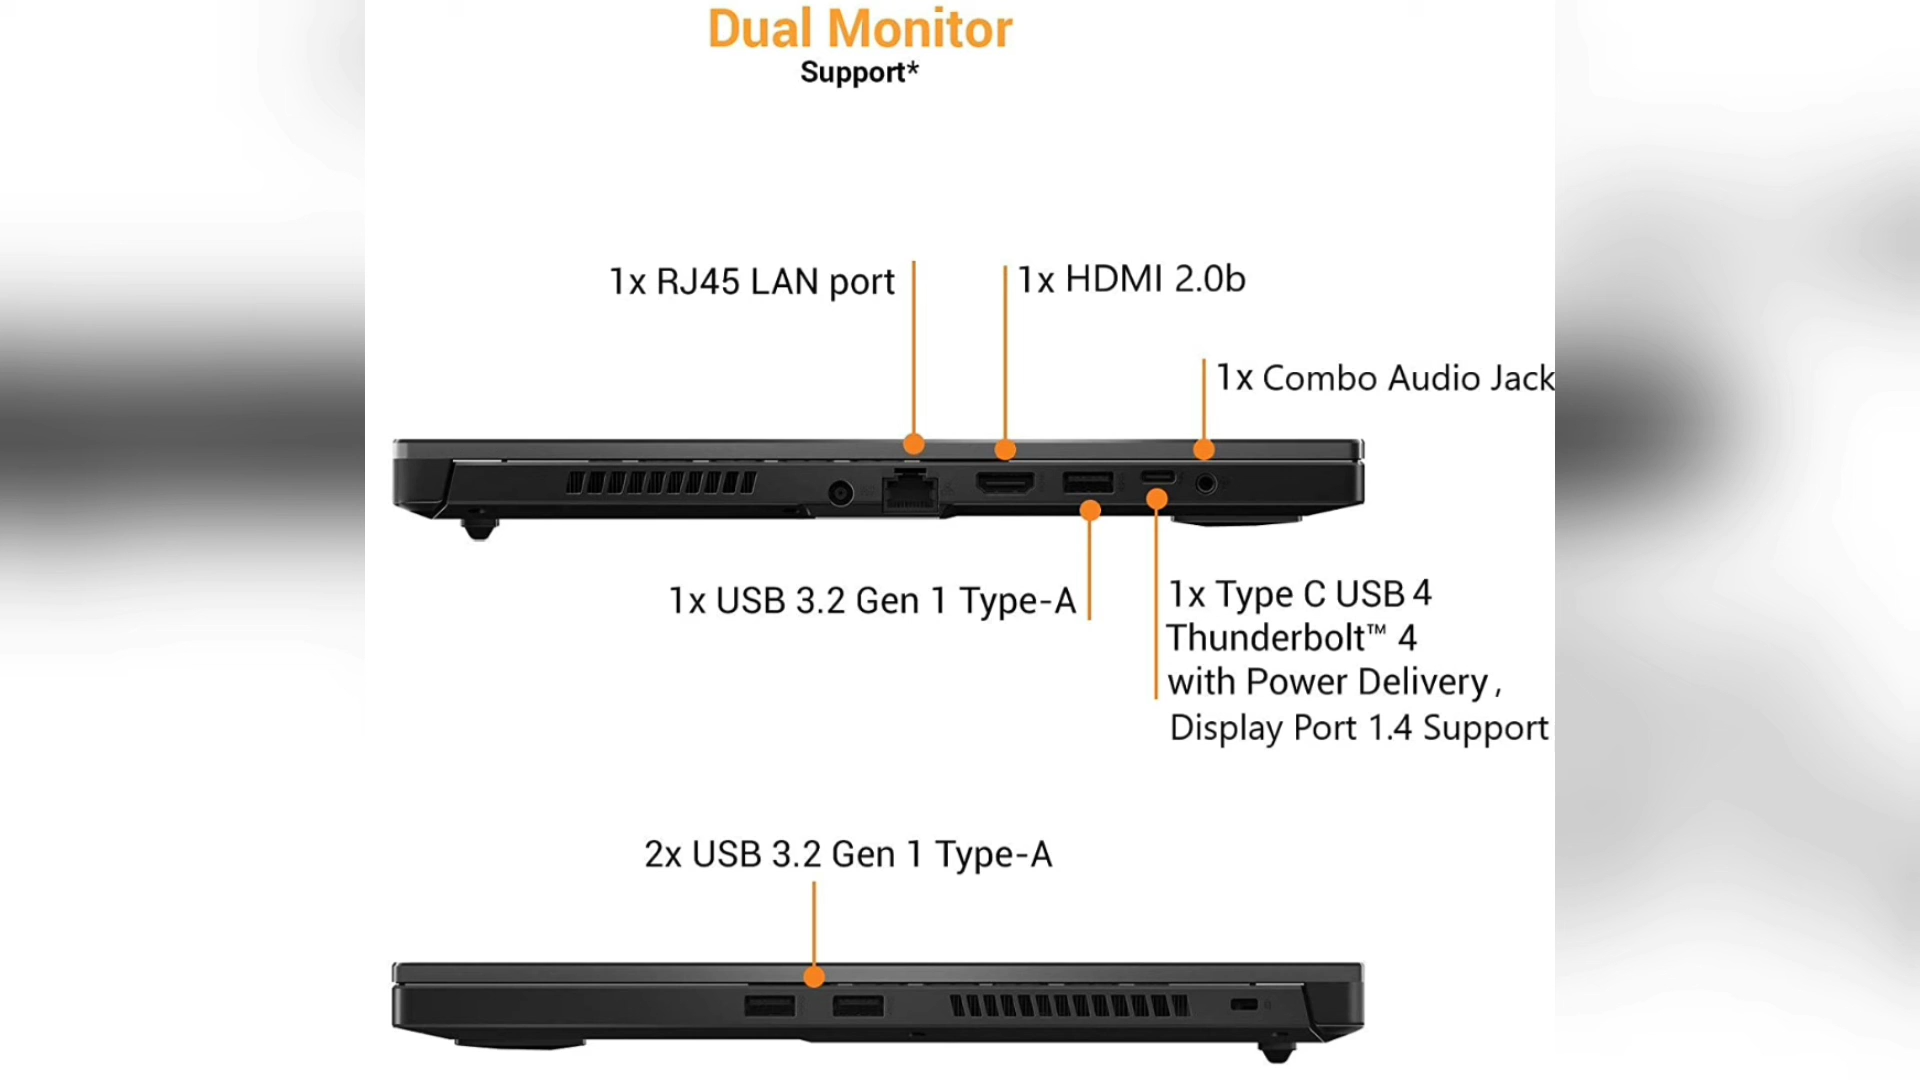 Dual Monitor
Support*
1x RJ45 LAN port
1x HDMI 2.0b
1x Combo Audio Jack
1x USB 3.2 Gen 1 Type-A
1x Type C USB 4
Thunderbolt™ 4
with Power Delivery,
Display Port 1.4 Support
2x USB 3.2 Gen 1 Type-A